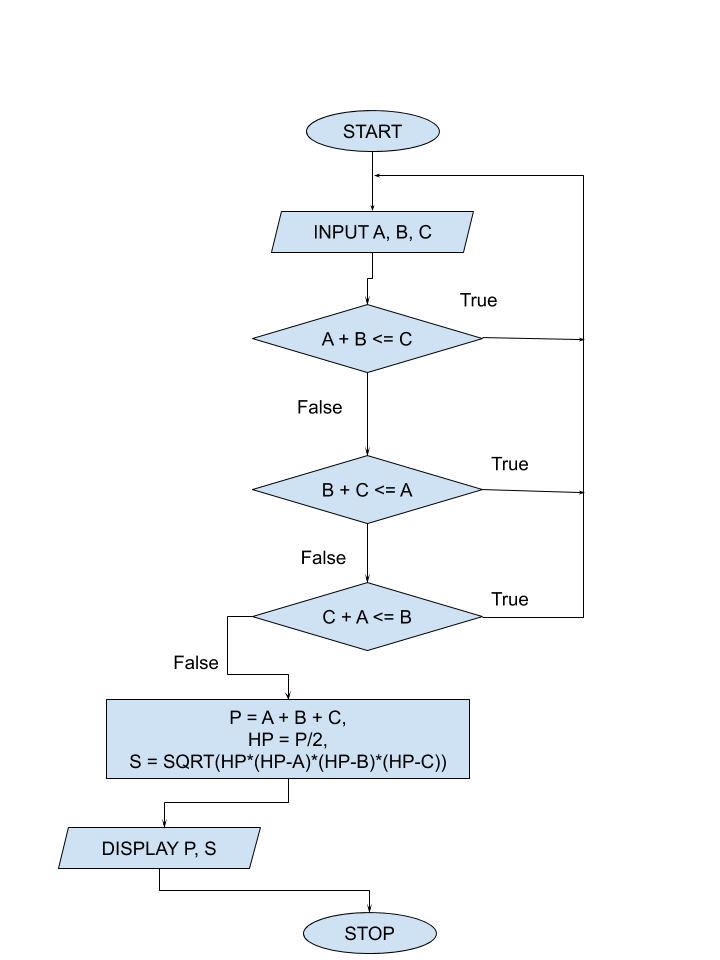 START
INPUT A, B, C
True
A + B <= C
False
True
B + C <= A
False
True
C + A <= B
False
P = A + B + C,
HP = P/2,
S = SQRT(HP*(HP-A)*(HP-B)*(HP-C))
DISPLAY P, S
STOP